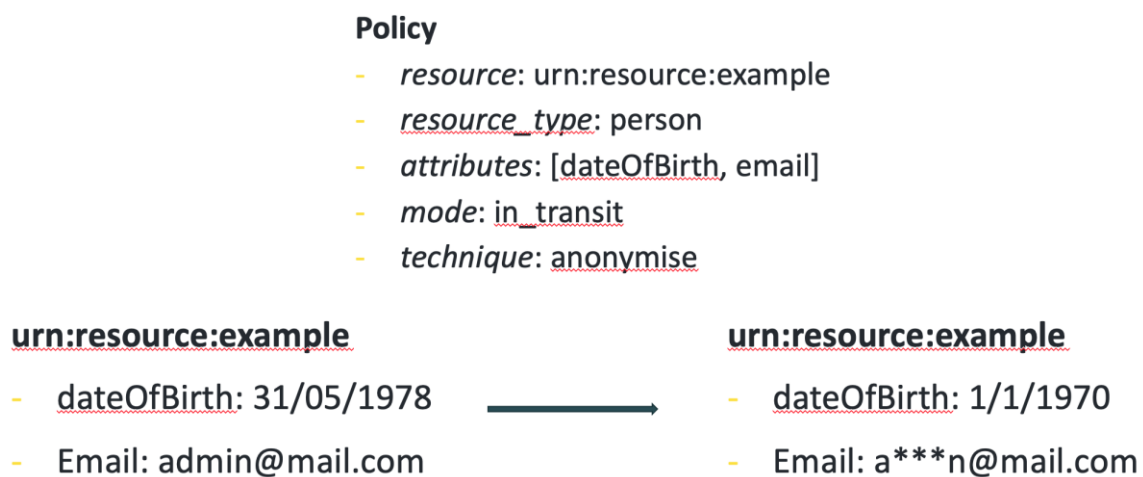 Policy
- resource: urn:resource:example
- resource_type: person
- attributes: [dateOfBirth, email]
- mode: in_transit
- technique: anonymise
urn:resource:example
- dateOfBirth: 31/05/1978
- Email: admin@mail.com
urn:resource:example
- dateOfBirth: 1/1/1970
- Email: a***n@mail.com